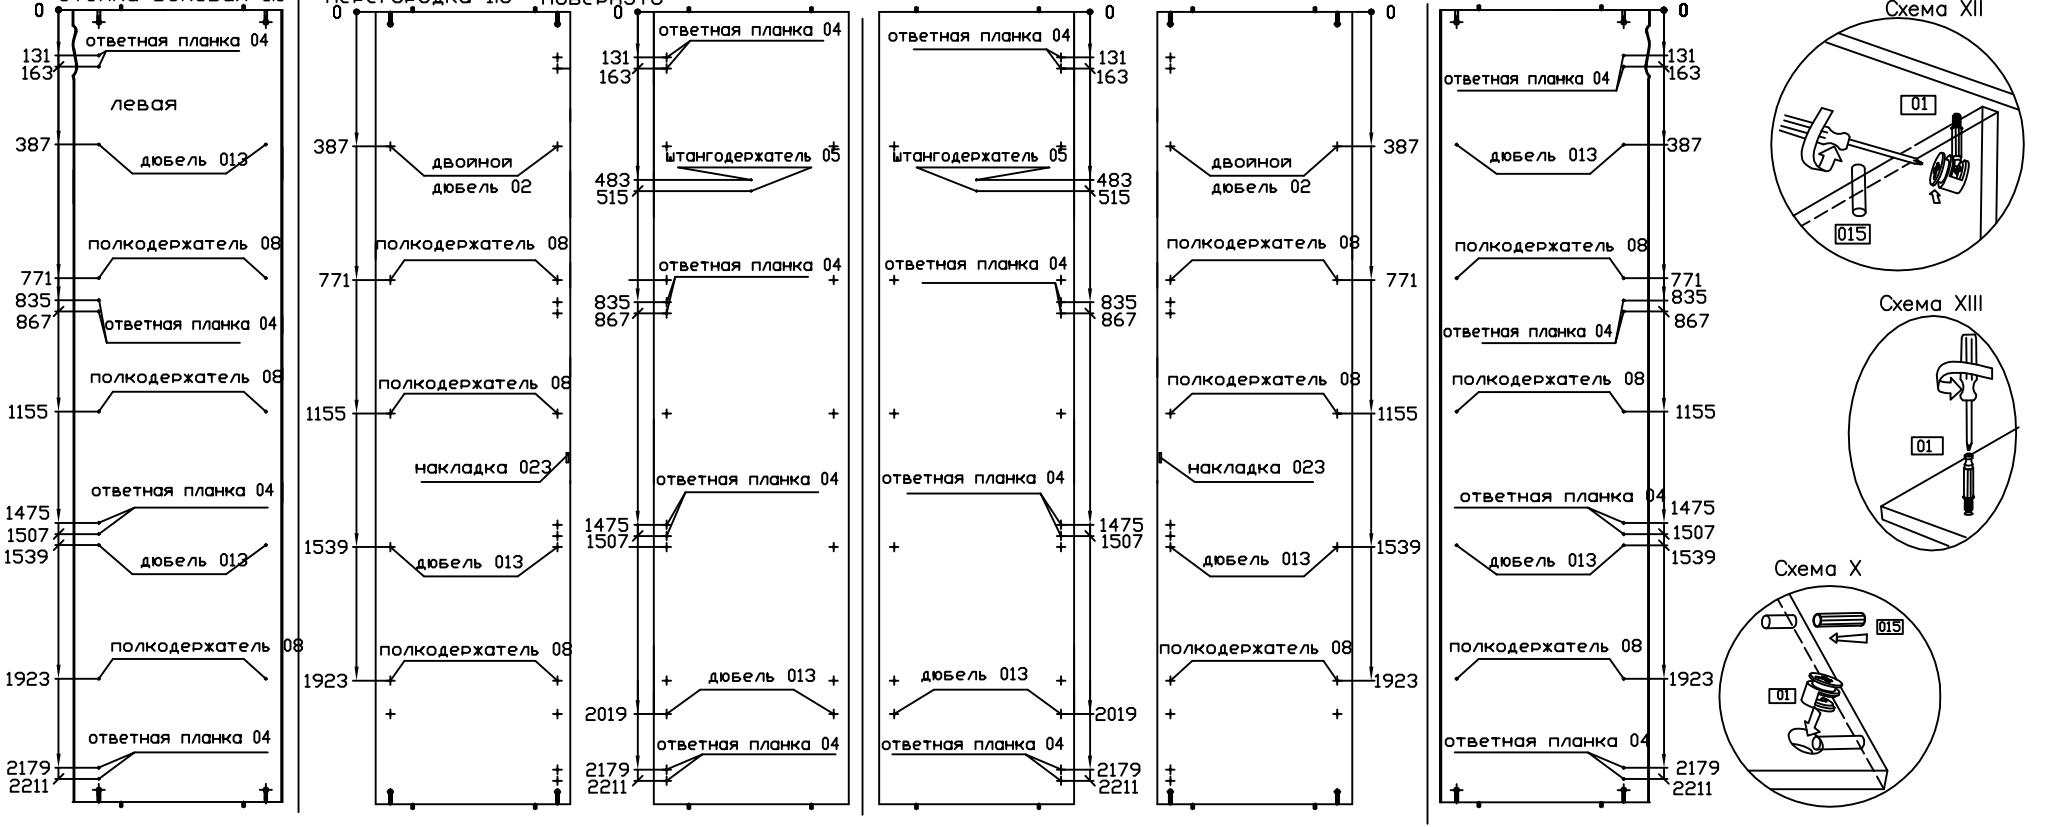 0
131
163
387
771
835
867
1155
1475
1507
1539
1923
2179
2211
ответная планка 04
левая
дюбель 013
полкодержатель 08
ответная планка 04
полкодержатель 08
ответная планка 04
дюбель 013
полкодержатель 08
ответная планка 04
0
387
771
1155
1539
1923
двойной
дюбель 02
полкодержатель 08
полкодержатель 08
накладка 023
дюбель 013
полкодержатель 08
0
131
163
483
515
835
867
1475
1507
2019
2179
2211
ответная планка 04
штангодержатель 05
ответная планка 04
ответная планка 04
дюбель 013
ответная планка 04
ответная планка 04
штангодержатель 05
ответная планка 04
ответная планка 04
дюбель 013
ответная планка 04
0
131
163
483
515
835
867
1475
1507
2019
2179
2211
двойной
дюбель 02
полкодержатель 08
полкодержатель 08
накладка 023
дюбель 013
полкодержатель 08
0
387
771
1155
1539
1923
ответная планка 04
дюбель 013
полкодержатель 08
ответная планка 04
полкодержатель 08
ответная планка 04
дюбель 013
полкодержатель 08
ответная планка 04
0
131
163
387
771
835
867
1155
1475
1507
1539
1923
2179
2211
Схема XII
01
015
Схема XIII
01
Схема X
015
01